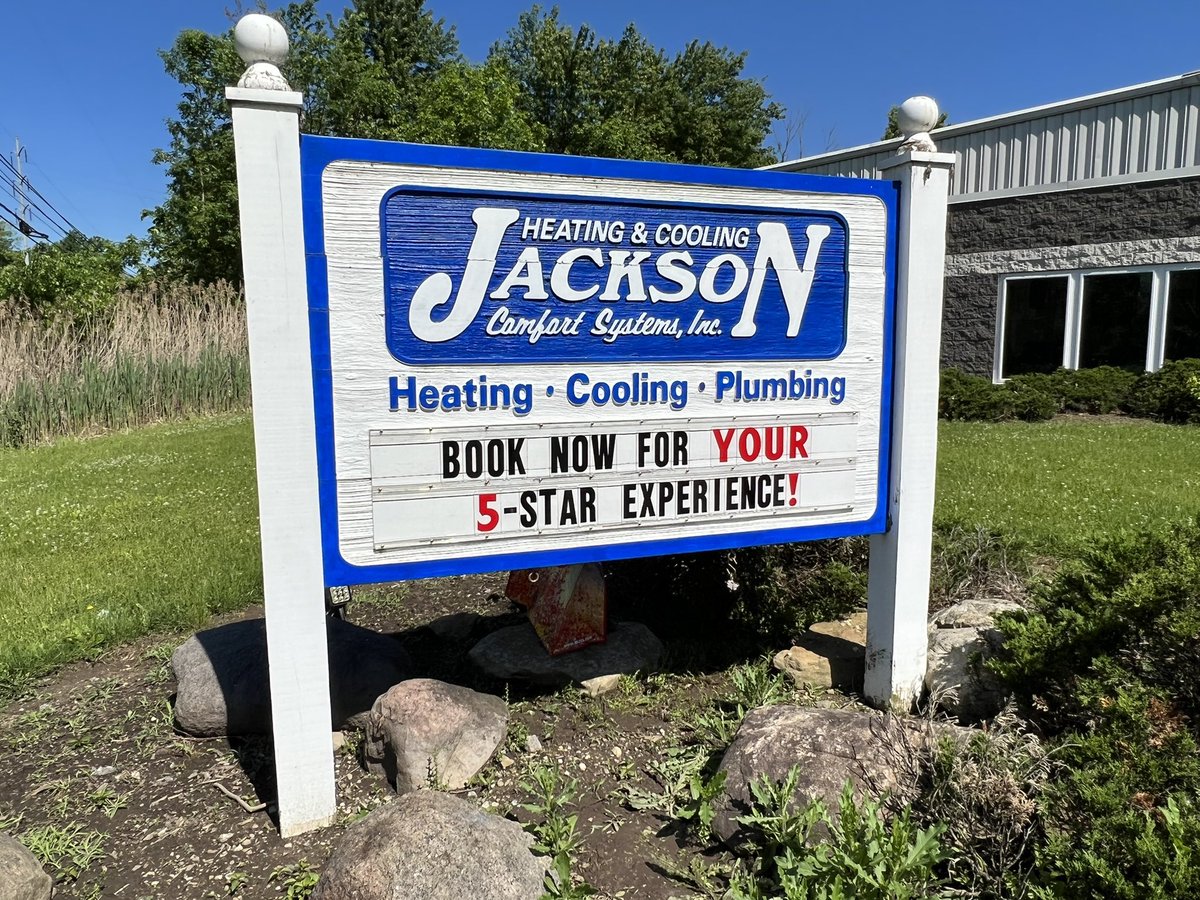 HEATING & COOLING
JACKSON
Comfort Systems, Inc.
Heating · Cooling · Plumbing
BOOK NOW FOR YOUR
5-STAR EXPERIENCE!